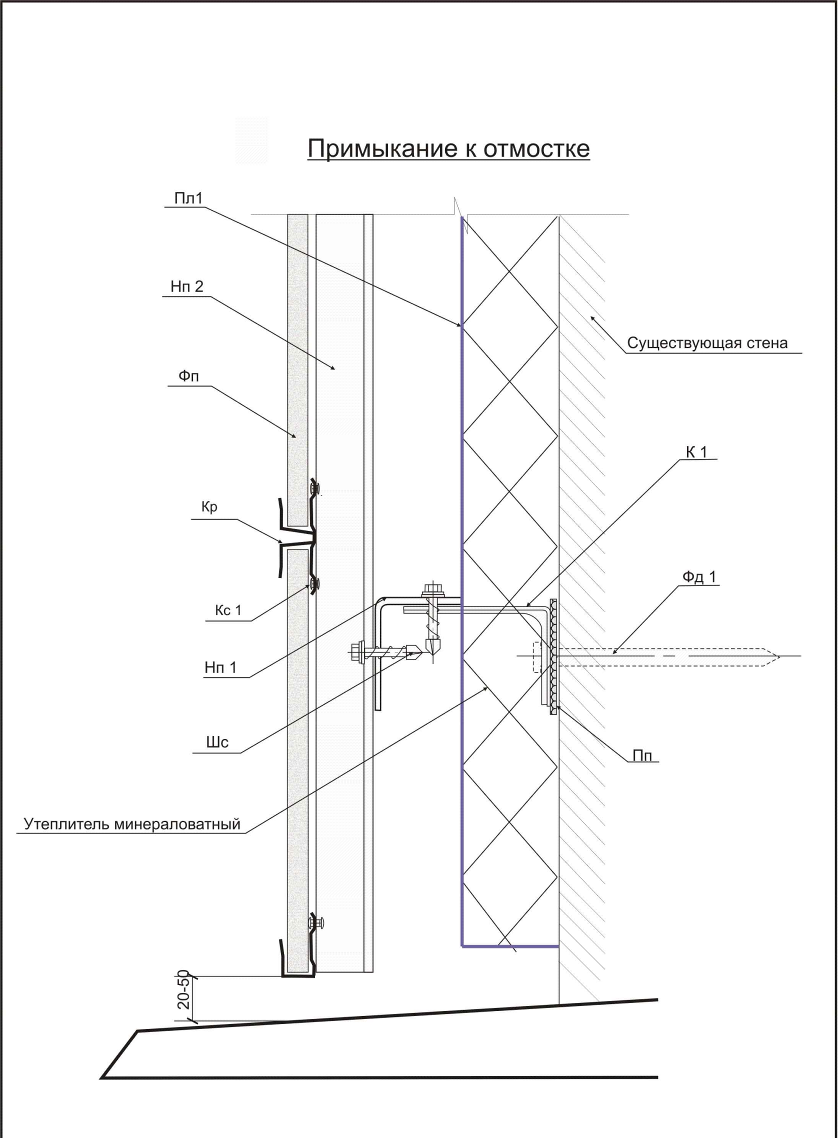 Примыкание к отмостке
Пл1
Нп 2
Существующая стена
Фп
К 1
Кр
Фд 1
Кс 1
Нп 1
Шс
Пп
Утеплитель минераловатный
20-50